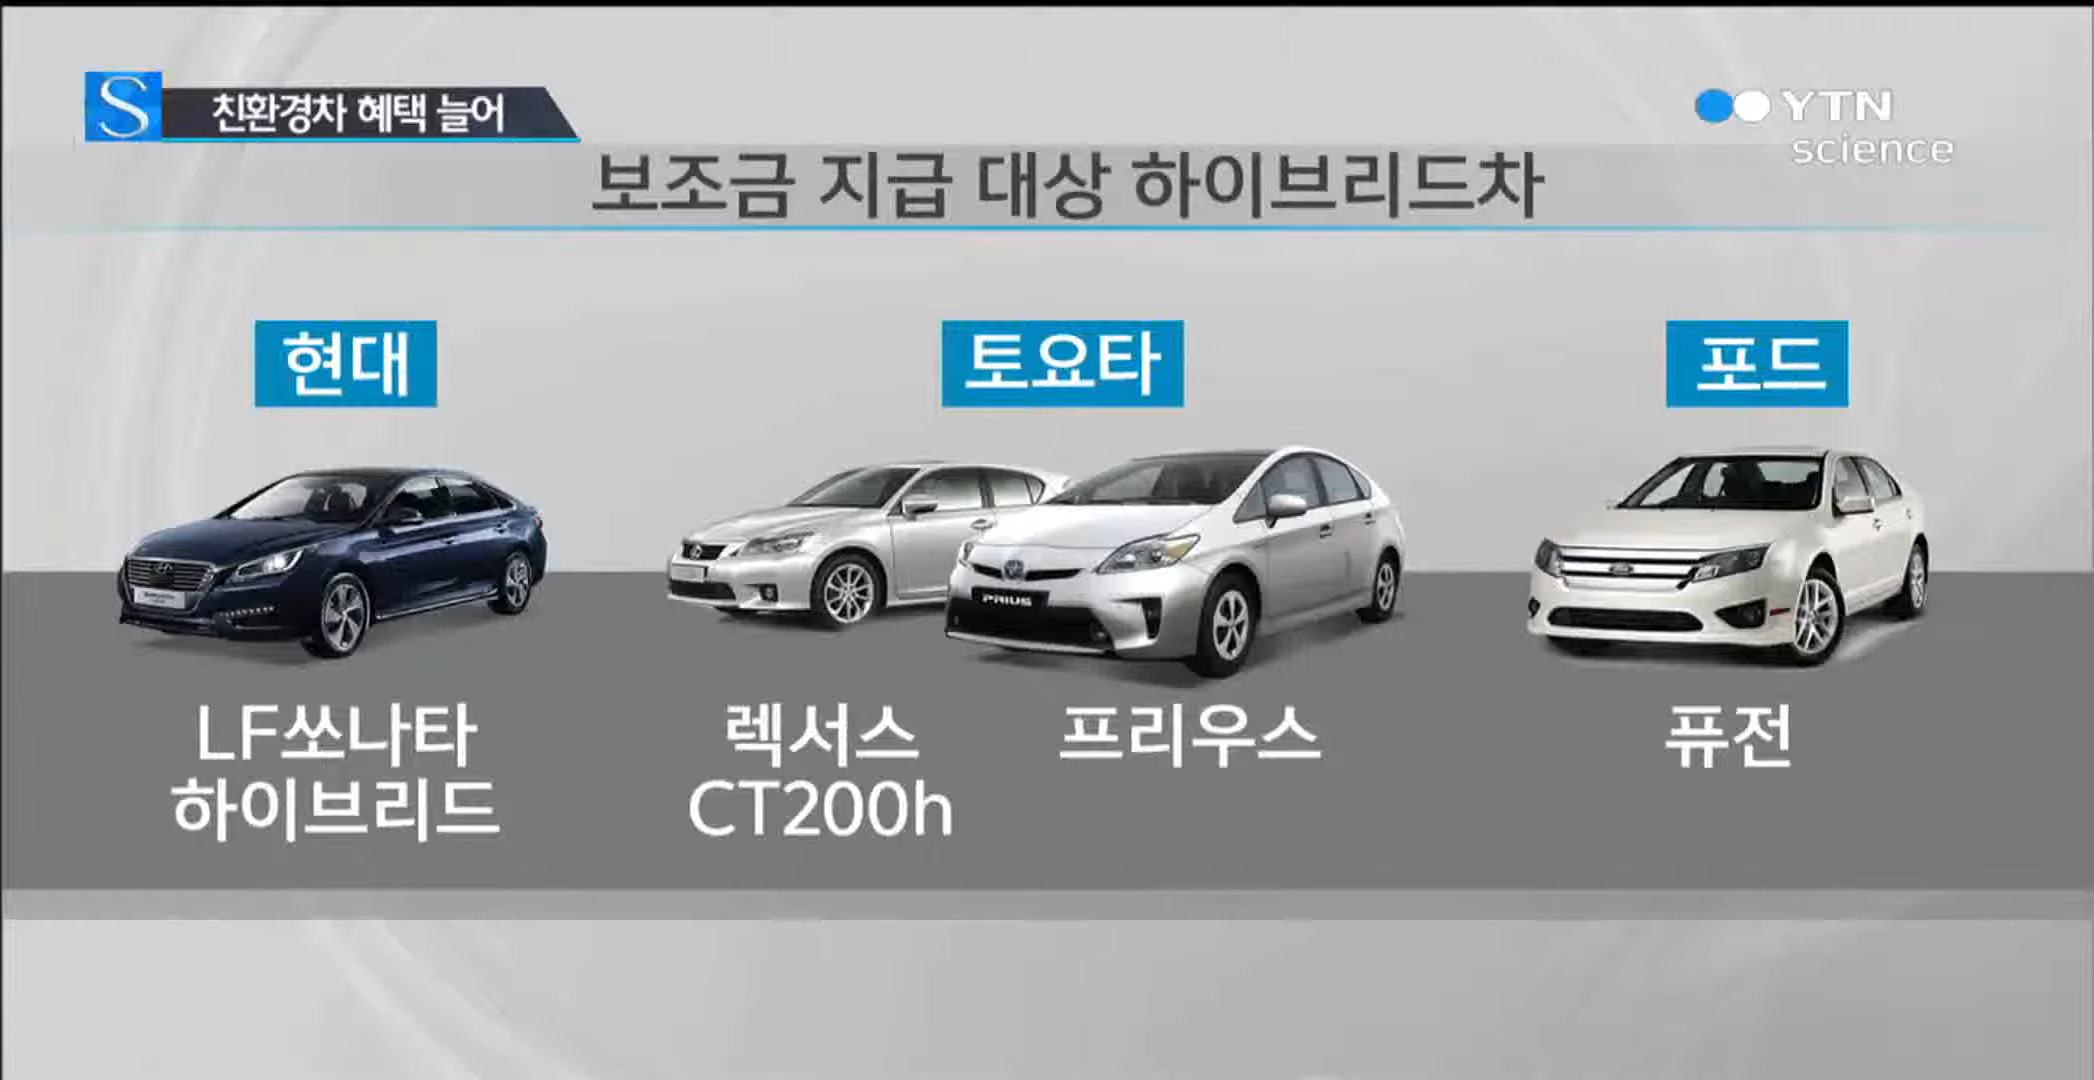 S 친환경차 혜택 늘어
YTN
science
보조금 지급 대상 하이브리드차
현대
토요타
포드
PRIUS
LF쏘나타
하이브리드
렉서스
CT200h
프리우스
퓨전